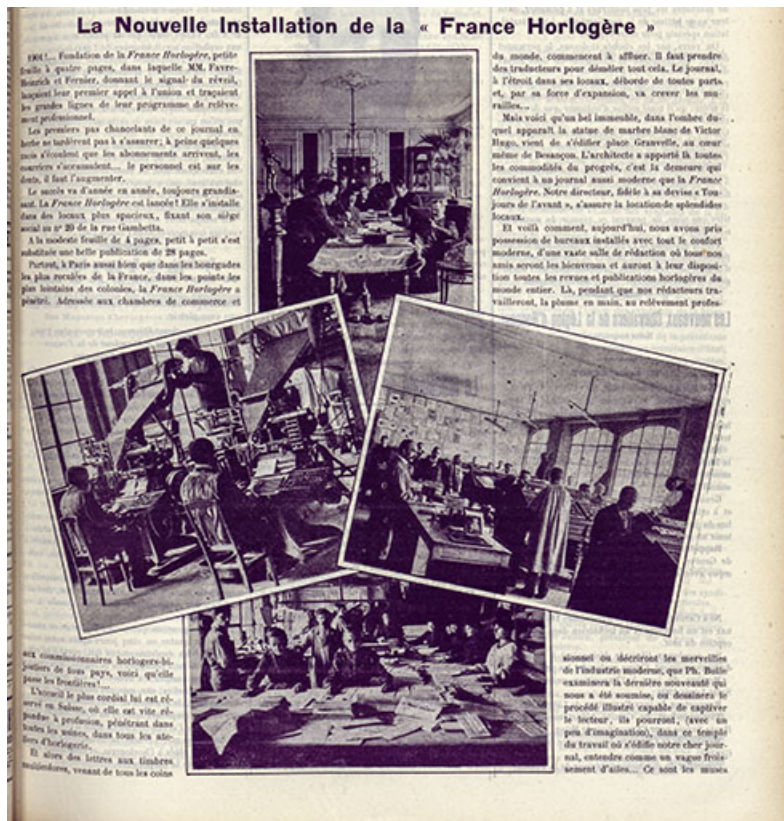 La Nouvelle Installation de la « France Horlogère »
1901!... Fondation de la France Horlogère, petite
feuille à quatre pages, dans laquelle MM. Favre-
Heinrich et Fernier, donnant le signal du réveil,
lançaient leur premier appel à l'union et traçaient
les grandes lignes de leur programme de relève-
ment professionnel.
Les premiers pas chancelants de ce journal en
herbe ne tardèrent pas à s'assurer; à peine quelques
mois s'écoulent que les abonnements arrivent, les
courriers s'accumulent... le personnel est sur les
dents, il faut l'augmenter.
Le succès va d'année en année, toujours grandis-
sant. La France Horlogère est lancée! Elle s'installe
dans des locaux plus spacieux, fixant son siège
social au nº 20 de la rue Gambetta.
A la modeste feuille de 4 pages, petit à petit s'est
substituée une belle publication de 28 pages.
Partout, à Paris aussi bien que dans les bourgades
les plus reculées de la France, dans les points les
plus lointains des colonies, la France Horlogère a
pénétré. Adressée aux chambres de commerce et
aux commissionnaires horlogers-bi-
joutiers de tous pays, voici qu'elle
passe les frontières!...
L'accueil le plus cordial lui est ré-
servé en Suisse, où elle est vite ré-
pandue à profusion, pénétrant dans
toutes les usines, dans tous les ate-
liers d'horlogerie.
Et alors des lettres aux timbres
multicolores, venant de tous les coins
du monde, commencent à affluer. Il faut prendre
des traducteurs pour démêler tout cela. Le journal,
à l'étroit dans ses locaux, déborde de toutes parts
et, par sa force d'expansion, va crever les mu-
railles...
Mais voici qu'un bel immeuble, dans l'ombre du-
quel apparaît la statue de marbre blanc de Victor
Hugo, vient de s'édifier place Granvelle, au cœur
même de Besançon. L'architecte a apporté là toutes
les commodités du progrès, c'est la demeure qui
convient à un journal aussi moderne que la France
Horlogère. Notre directeur, fidèle à sa devise « Tou-
jours de l'avant », s'assure la location de splendides
locaux.
Et voilà comment, aujourd'hui, nous avons pris
possession de bureaux installés avec tout le confort
moderne, d'une vaste salle de rédaction où tous nos
amis seront les bienvenus et auront à leur disposi-
tion toutes les revues et publications horlogères du
monde entier. Là, pendant que nos rédacteurs tra-
vailleront, la plume en main, au relèvement profes-
sionnel ou décriront les merveilles
de l'industrie moderne, que Ph. Bulle
examinera la dernière nouveauté qui
nous a été soumise, ou dessinera le
procédé illustré capable de captiver
le lecteur, ils pourront, (avec un
peu d'imagination), dans ce temple
du travail où s'édifie notre cher jour-
nal, entendre comme un vague frois-
sement d'ailes... Ce sont les muses